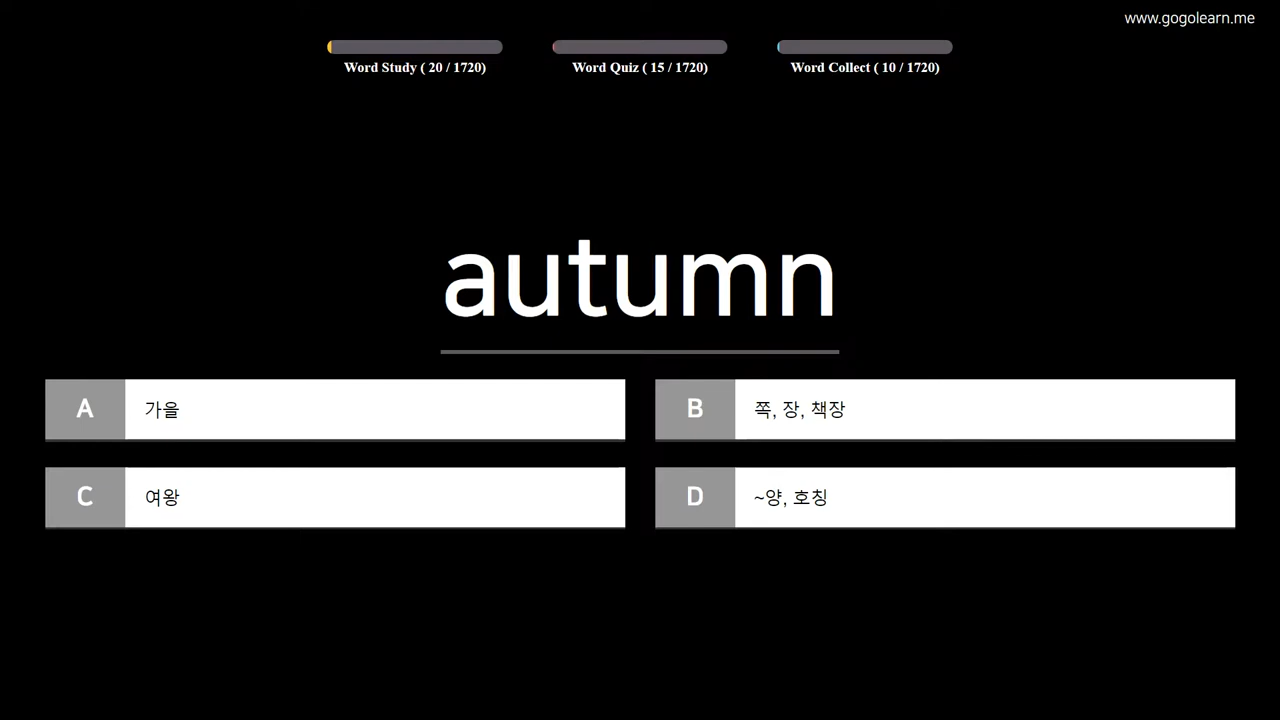 www.gogolearn.me
Word Study ( 20 / 1720)
Word Quiz ( 15 / 1720)
Word Collect ( 10 / 1720)
autumn
A 가을
B 쪽, 장, 책장
C 여왕
D ~양, 호칭